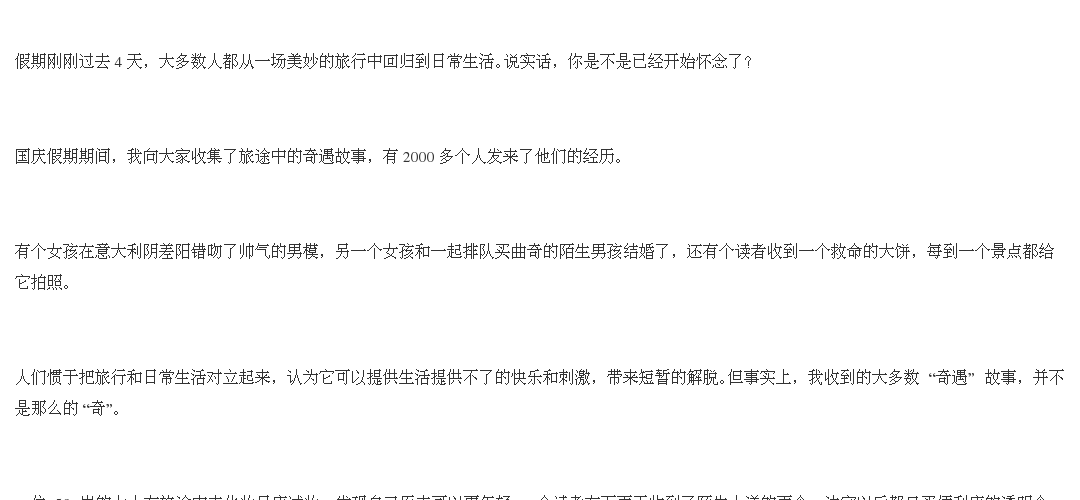 假期刚刚过去 4 天，大多数人都从一场美妙的旅行中回归到日常生活。说实话，你是不是已经开始怀念了？
国庆假期期间，我向大家收集了旅途中的奇遇故事，有 2000 多个人发来了他们的经历。
有个女孩在意大利阴差阳错吻了帅气的男模，另一个女孩和一起排队买曲奇的陌生男孩结婚了，还有个读者收到一个救命的大饼，每到一个景点都给
它拍照。
人们惯于把旅行和日常生活对立起来，认为它可以提供生活提供不了的快乐和刺激，带来短暂的解脱。但事实上，我收到的大多数 “奇遇” 故事，并不
是那么的 “奇”。